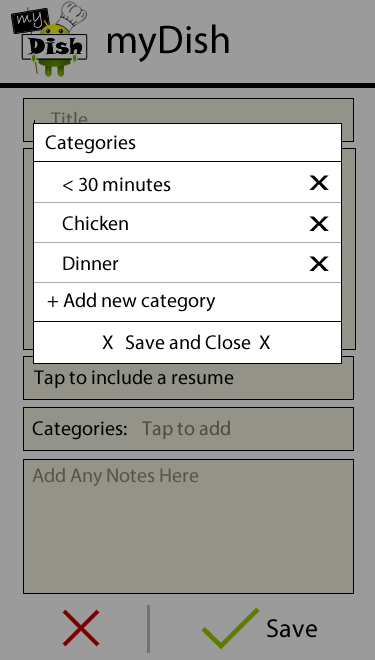 my
Dish
myDish
Title
Categories
< 30 minutes X
Chicken X
Dinner X
+ Add new category
X Save and Close X
Tap to include a resume
Categories: Tap to add
Add Any Notes Here
Save